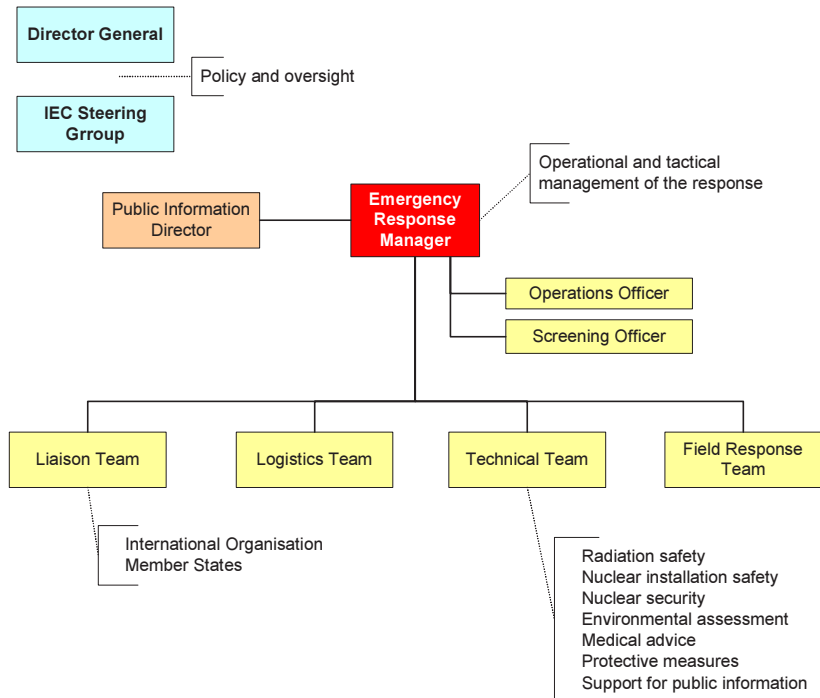 Director General
Policy and oversight
IEC Steering
Grroup
Operational and tactical
management of the response
Public Information
Director
Emergency
Response
Manager
Operations Officer
Screening Officer
Liaison Team
Logistics Team
Technical Team
Field Response
Team
International Organisation
Member States
Radiation safety
Nuclear installation safety
Nuclear security
Environmental assessment
Medical advice
Protective measures
Support for public information